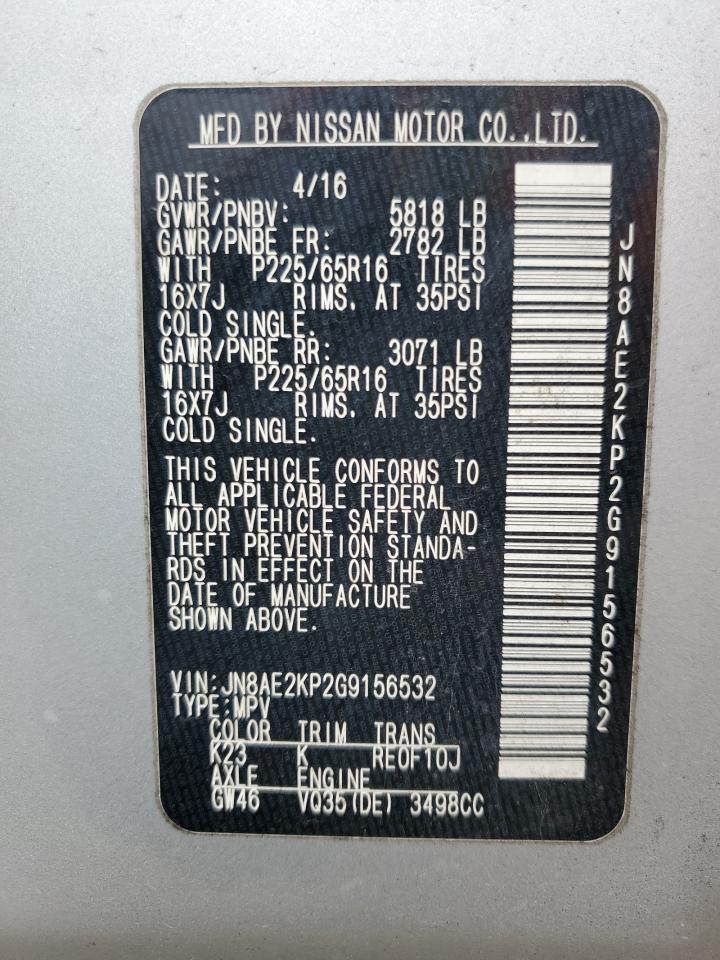 MFD BY NISSAN MOTOR CO.,LTD.
DATE: 4/16
GVWR/PNBV: 5818 LB
GAWR/PNBE FR: 2782 LB
WITH P225/65R16 TIRES
16X7J RIMS. AT 35PSI
COLD SINGLE.
GAWR/PNBE RR: 3071 LB
WITH P225/65R16 TIRES
16X7J RIMS. AT 35PSI
COLD SINGLE.
THIS VEHICLE CONFORMS TO
ALL APPLICABLE FEDERAL
MOTOR VEHICLE SAFETY AND
THEFT PREVENTION STANDA-
RDS IN EFFECT ON THE
DATE OF MANUFACTURE
SHOWN ABOVE.
VIN:JN8AE2KP2G9156532
TYPE:MPV
COLOR TRIM TRANS
K23 K RE0F10J
AXLE ENGINE
GW46 VQ35(DE) 3498CC
JN8AE2KP2G9156532